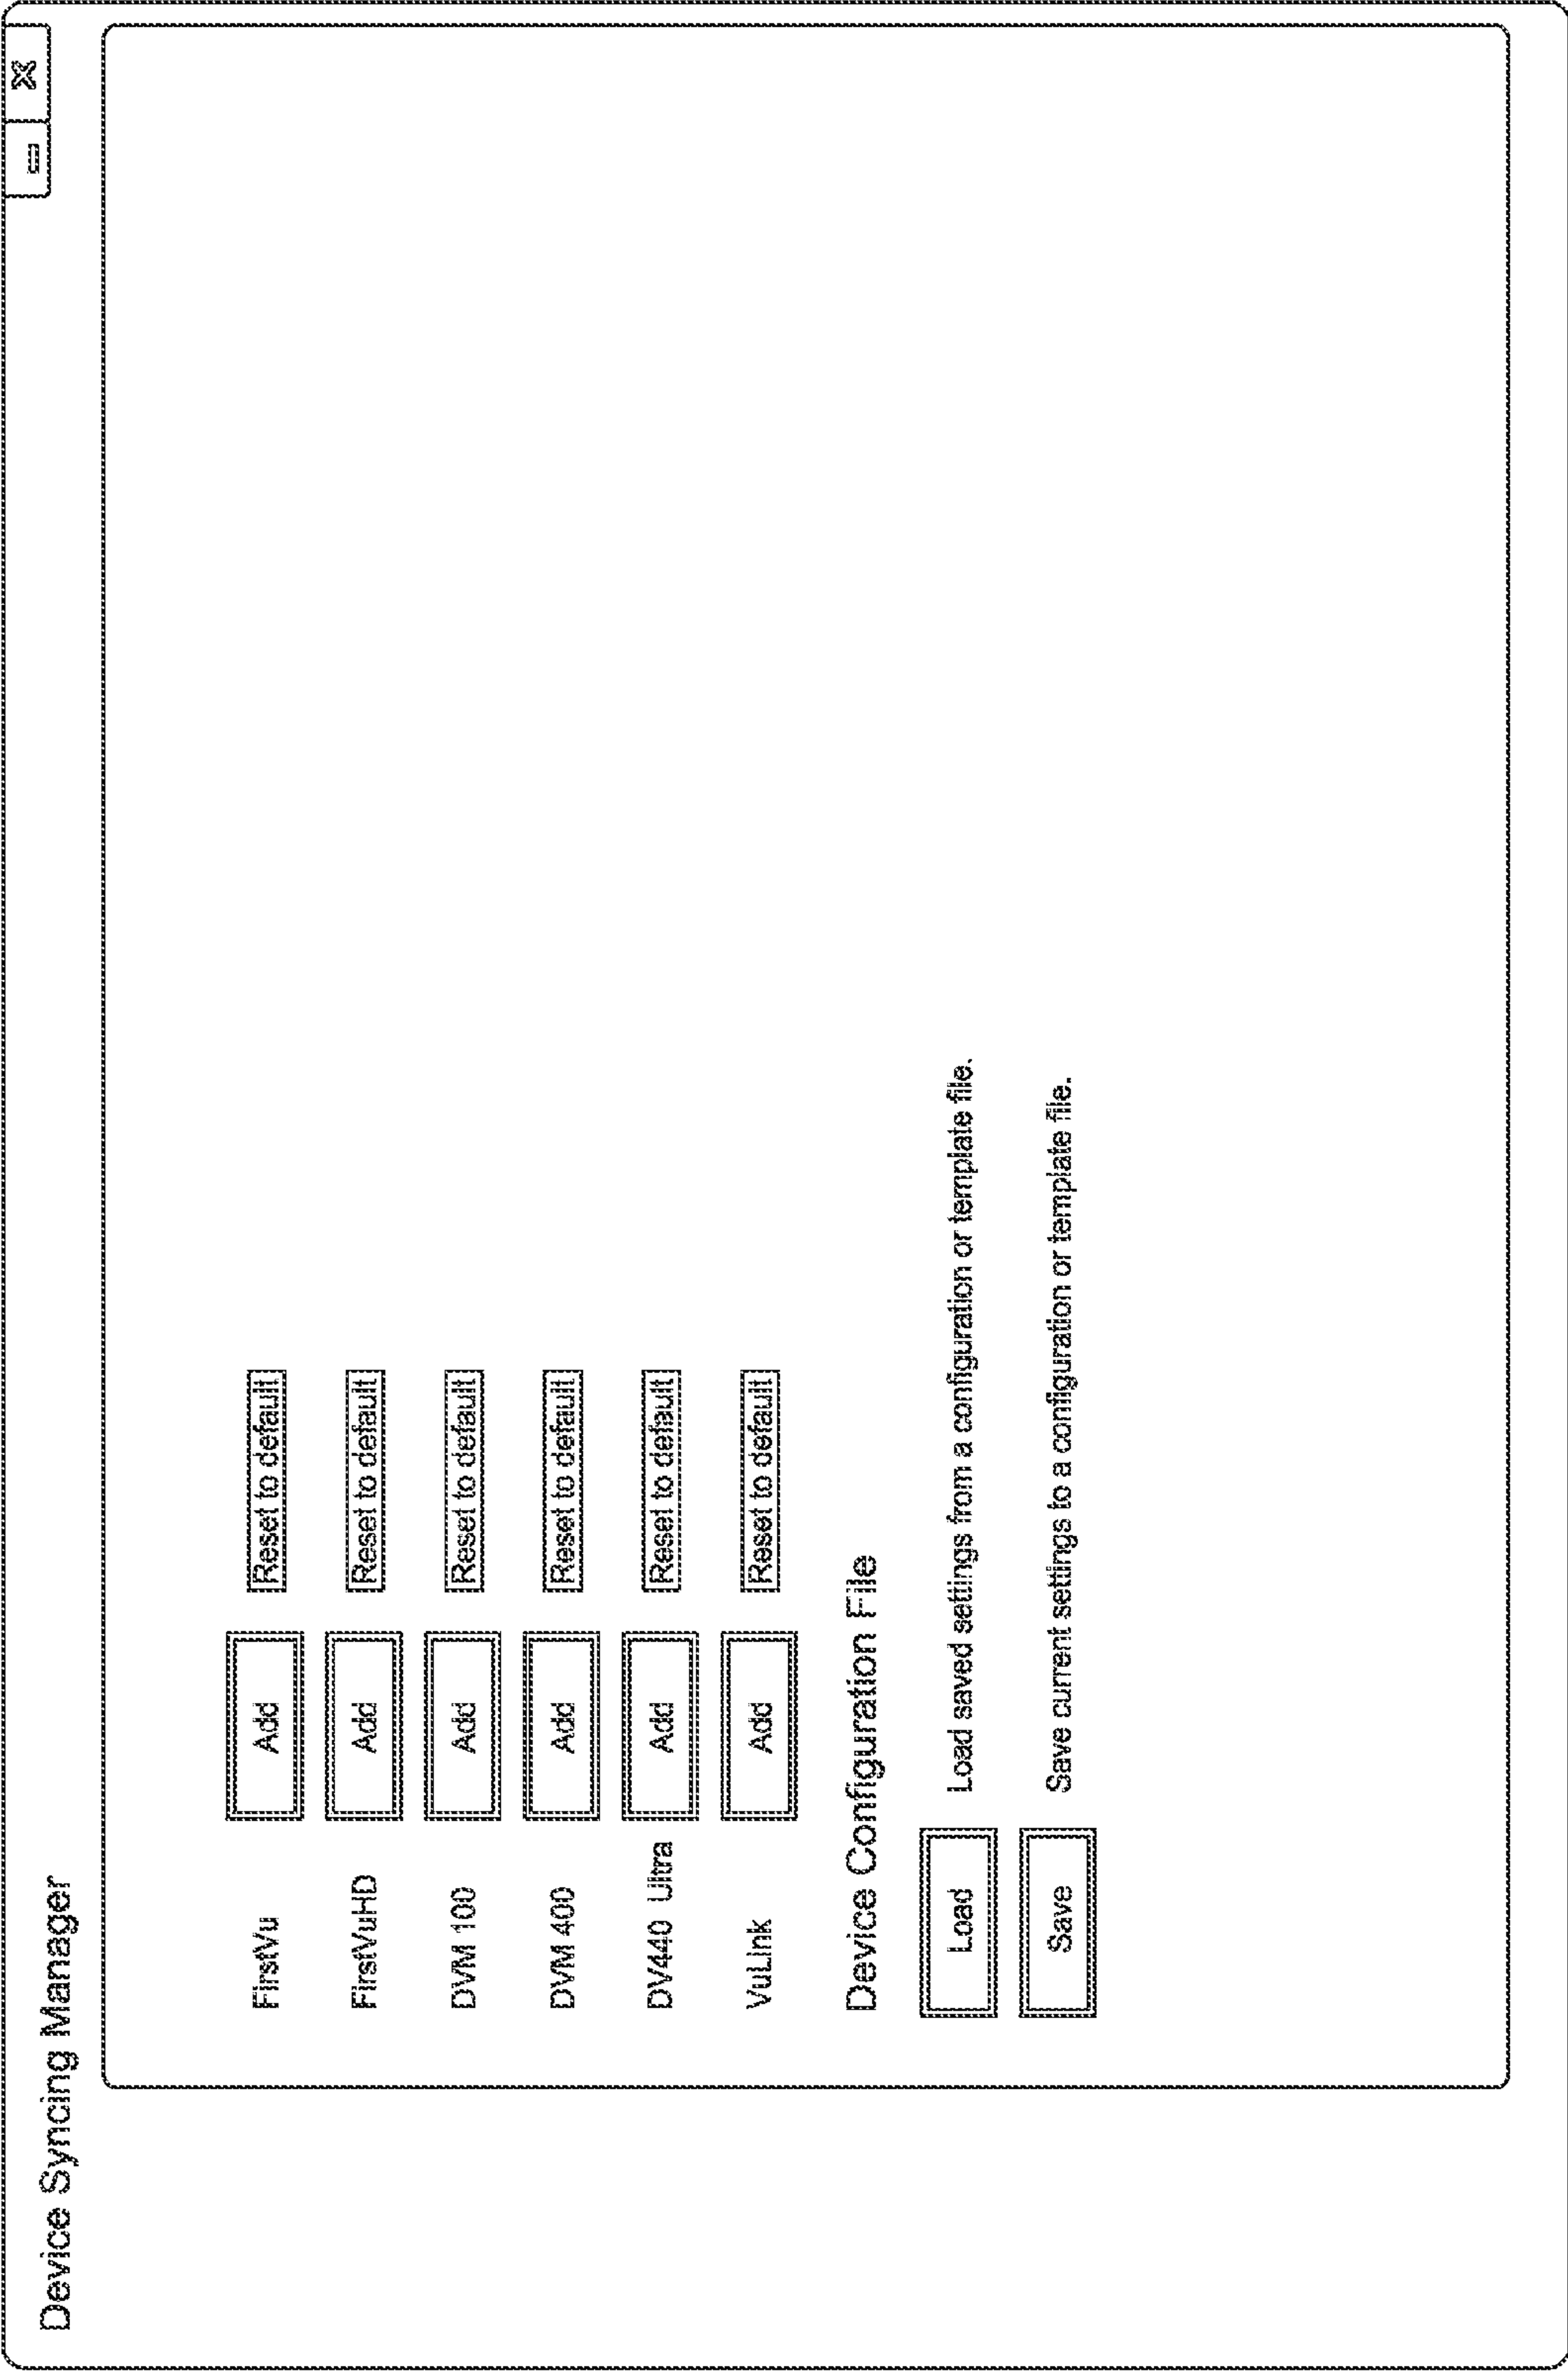 Device Syncing Manager
– X
FirstVu Add Reset to default
FirstVuHD Add Reset to default
DVM 100 Add Reset to default
DVM 400 Add Reset to default
DV440 Ultra Add Reset to default
VuLink Add Reset to default
Device Configuration File
Load Load saved settings from a configuration or template file.
Save Save current settings to a configuration or template file.